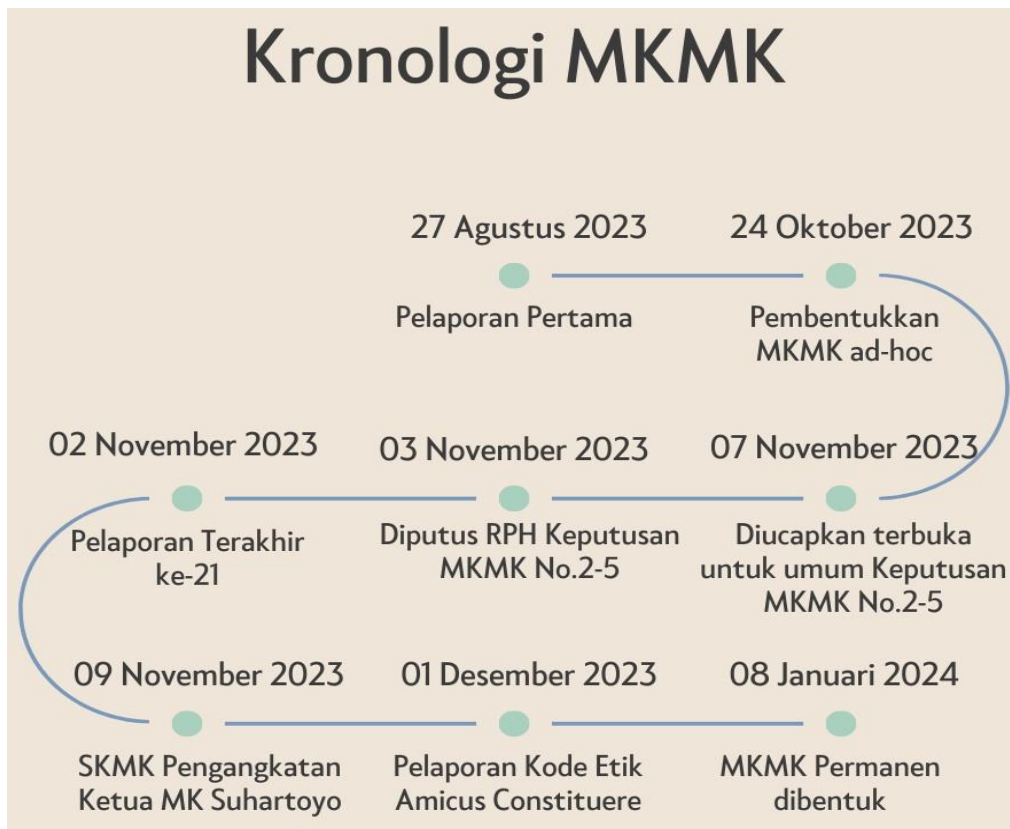 Kronologi MKMK
27 Agustus 2023
Pelaporan Pertama
24 Oktober 2023
Pembentukkan
MKMK ad-hoc
02 November 2023
Pelaporan Terakhir
ke-21
03 November 2023
Diputus RPH Keputusan
MKMK No.2-5
07 November 2023
Diucapkan terbuka
untuk umum Keputusan
MKMK No.2-5
09 November 2023
SKMK Pengangkatan
Ketua MK Suhartoyo
01 Desember 2023
Pelaporan Kode Etik
Amicus Constituere
08 Januari 2024
MKMK Permanen
dibentuk